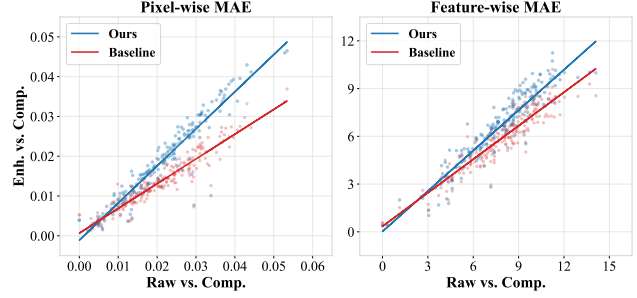 Pixel-wise MAE
Feature-wise MAE
Enh. vs. Comp.
0.05
0.04
0.03
0.02
0.01
0.00
Ours
Baseline
0.00 0.01 0.02 0.03 0.04 0.05 0.06
Raw vs. Comp.
12
9
6
3
0
Ours
Baseline
0 3 6 9 12 15
Raw vs. Comp.